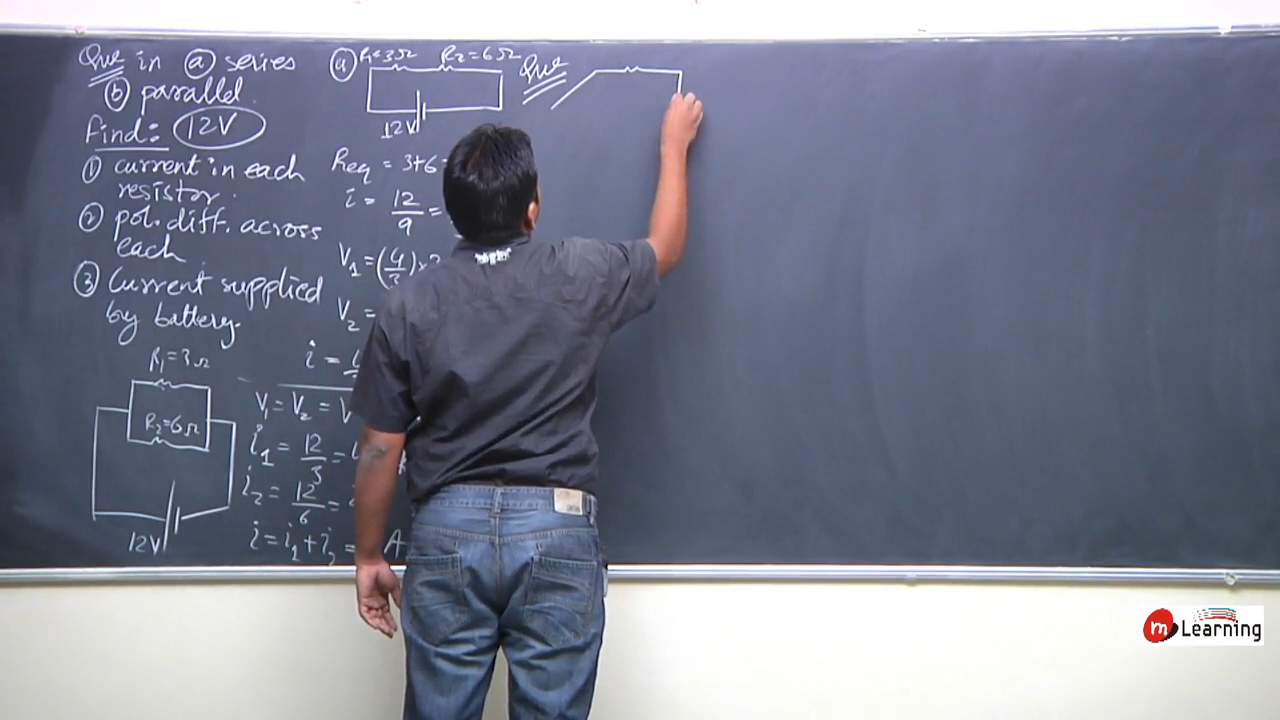 Que in ⓐ series
ⓑ parallel.
Find:- 12V
① current in each
resistor.
② pot. diff. across
each
③ Current supplied
by battery.
R₁=3Ω
R₂=6Ω
12V
ⓐ R₁=3Ω R₂=6Ω
12V
Req = 3+6
i = 12/9 =
V₁ = (4/3) ×
V₂ =
i =
V₁ = V₂ = V
i₁ = 12/3 =
i₂ = 12/6 =
i = i₁ + i₂ = A
Que
m Learning